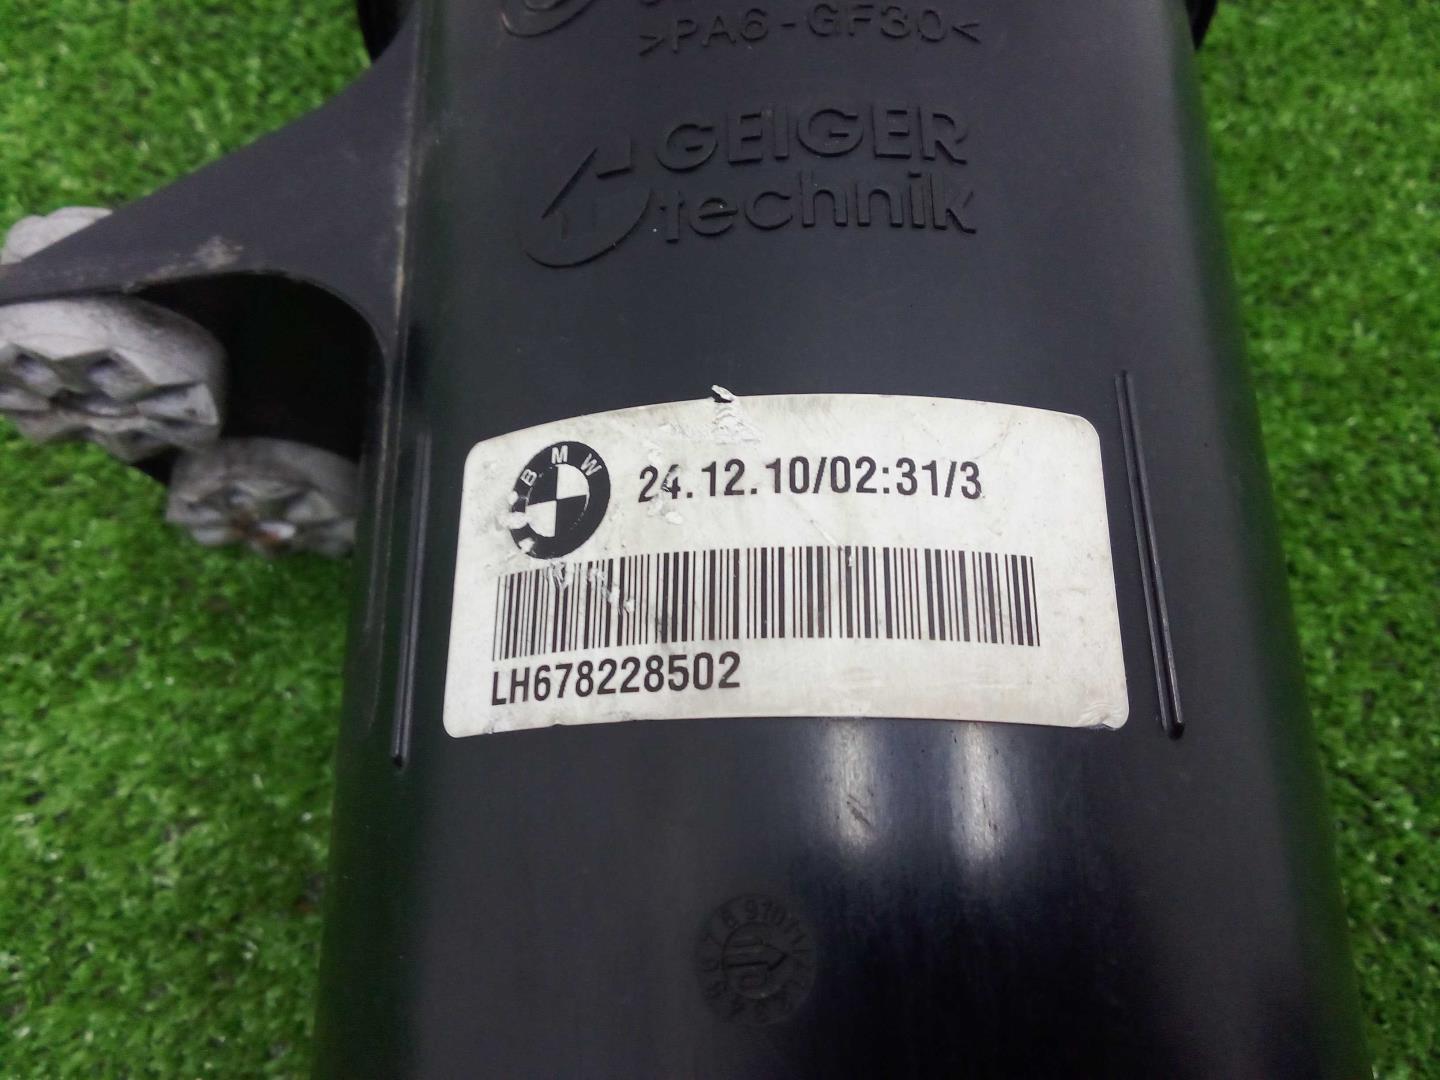 >PA6-GF30<
GEIGER
technik
BMW
24.12.10/02:31/3
LH678228502